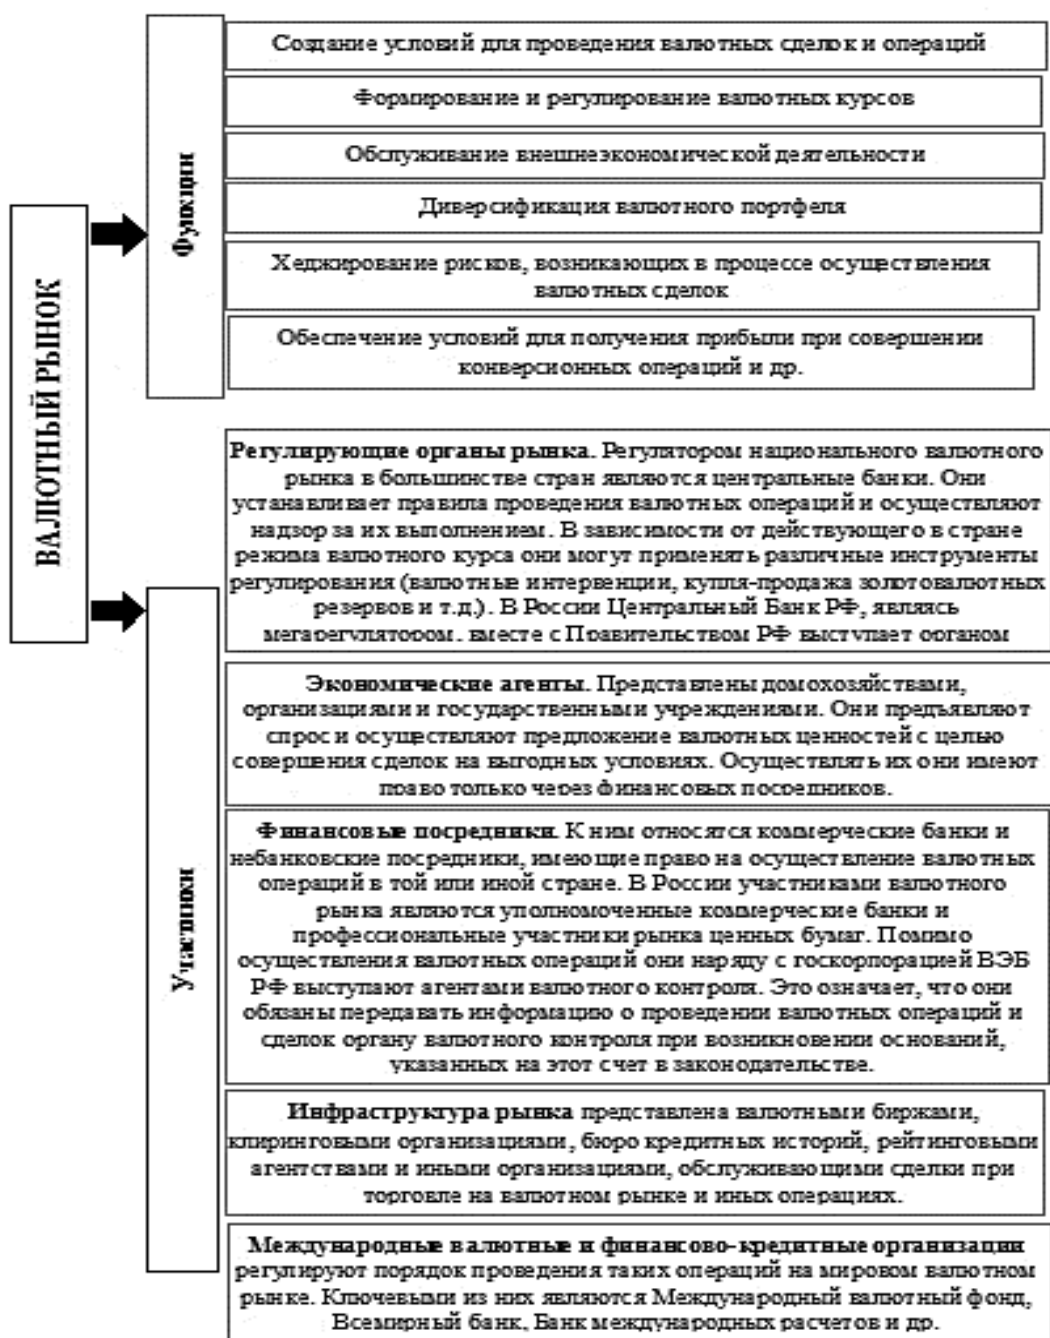 ВАЛЮТНЫЙ РЫНОК
Функции
Создание условий для проведения валютных сделок и операций
Формирование и регулирование валютных курсов
Обслуживание внешнеэкономической деятельности
Диверсификация валютного портфеля
Хеджирование рисков, возникающих в процессе осуществления
валютных сделок
Обеспечение условий для получения прибыли при совершении
конверсионных операций и др.
Участники
Регулирующие органы рынка. Регулятором национального валютного
рынка в большинстве стран являются центральные банки. Они
устанавливает правила проведения валютных операций и осуществляют
надзор за их выполнением. В зависимости от действующего в стране
режима валютного курса они могут применять различные инструменты
регулирования (валютные интервенции, купля-продажа золотовалютных
резервов и т.д.). В России Центральный Банк РФ, являясь
мегарегулятором, вместе с Правительством РФ выступает органом
Экономические агенты. Представлены домохозяйствами,
организациями и государственными учреждениями. Они предъявляют
спрос и осуществляют предложение валютных ценностей с целью
совершения сделок на выгодных условиях. Осуществлять их они имеют
право только через финансовых посредников.
Финансовые посредники. К ним относятся коммерческие банки и
небанковские посредники, имеющие право на осуществление валютных
операций в той или иной стране. В России участниками валютного
рынка являются уполномоченные коммерческие банки и
профессиональные участники рынка ценных бумаг. Помимо
осуществления валютных операций они наряду с госкорпорацией ВЭБ
РФ выступают агентами валютного контроля. Это означает, что они
обязаны передавать информацию о проведении валютных операций и
сделок органу валютного контроля при возникновении оснований,
указанных на этот счет в законодательстве.
Инфраструктура рынка представлена валютными биржами,
клиринговыми организациями, бюро кредитных историй, рейтинговыми
агентствами и иными организациями, обслуживающими сделки при
торговле на валютном рынке и иных операциях.
Международные валютные и финансово-кредитные организации
регулируют порядок проведения таких операций на мировом валютном
рынке. Ключевыми из них являются Международный валютный фонд,
Всемирный банк, Банк международных расчетов и др.